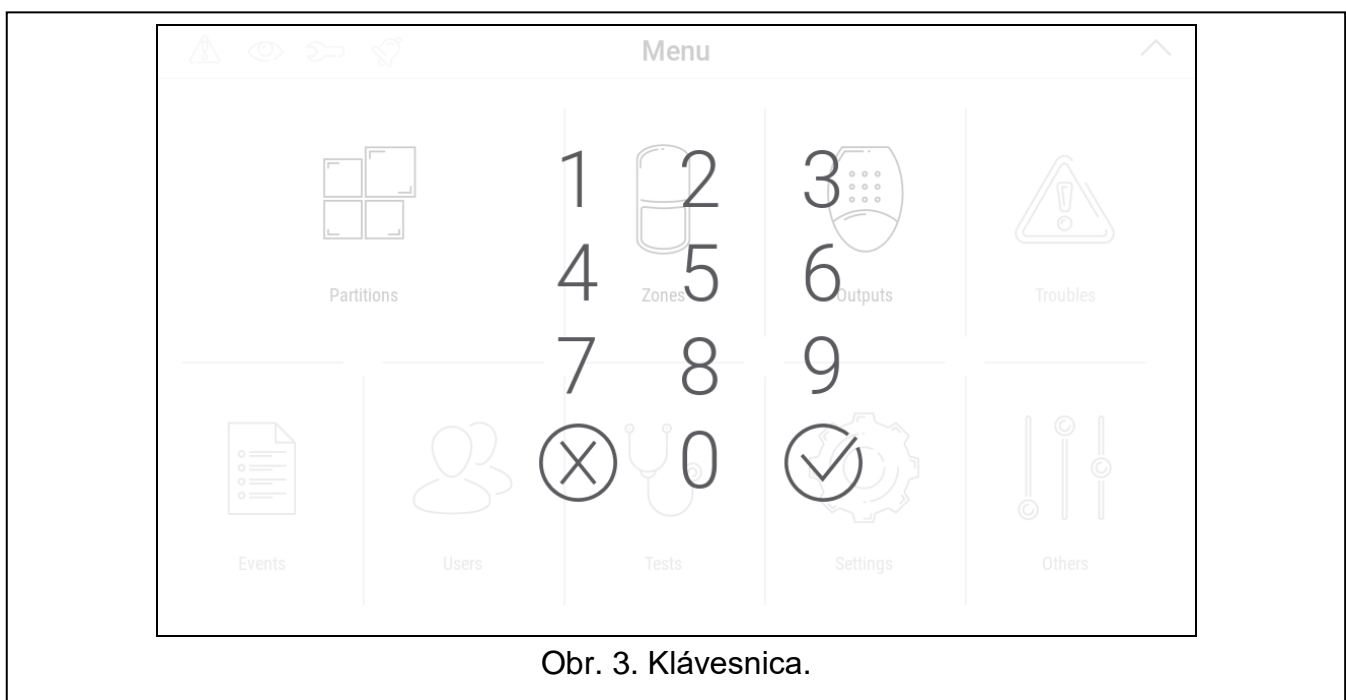 Menu
1 2 3
Partitions Zones Outputs Troubles
4 5 6
7 8 9
0
Events Users Tests Settings Others
Obr. 3. Klávesnica.